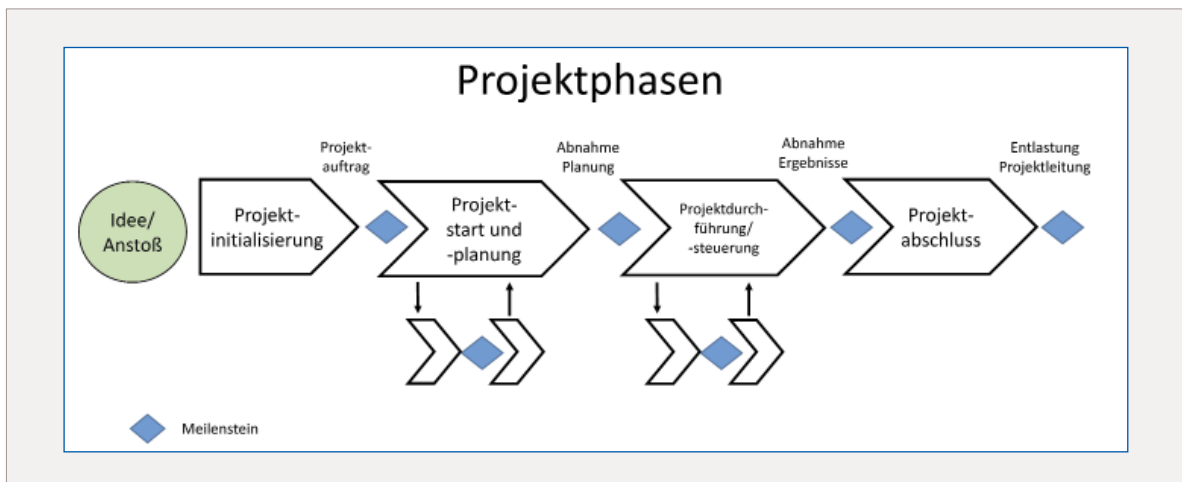 Projektphasen
Projekt-
auftrag
Abnahme
Planung
Abnahme
Ergebnisse
Entlastung
Projektleitung
Idee/
Anstoß
Projekt-
initialisierung
Projekt-
start und
-planung
Projektdurch-
führung/
-steuerung
Projekt-
abschluss
Meilenstein